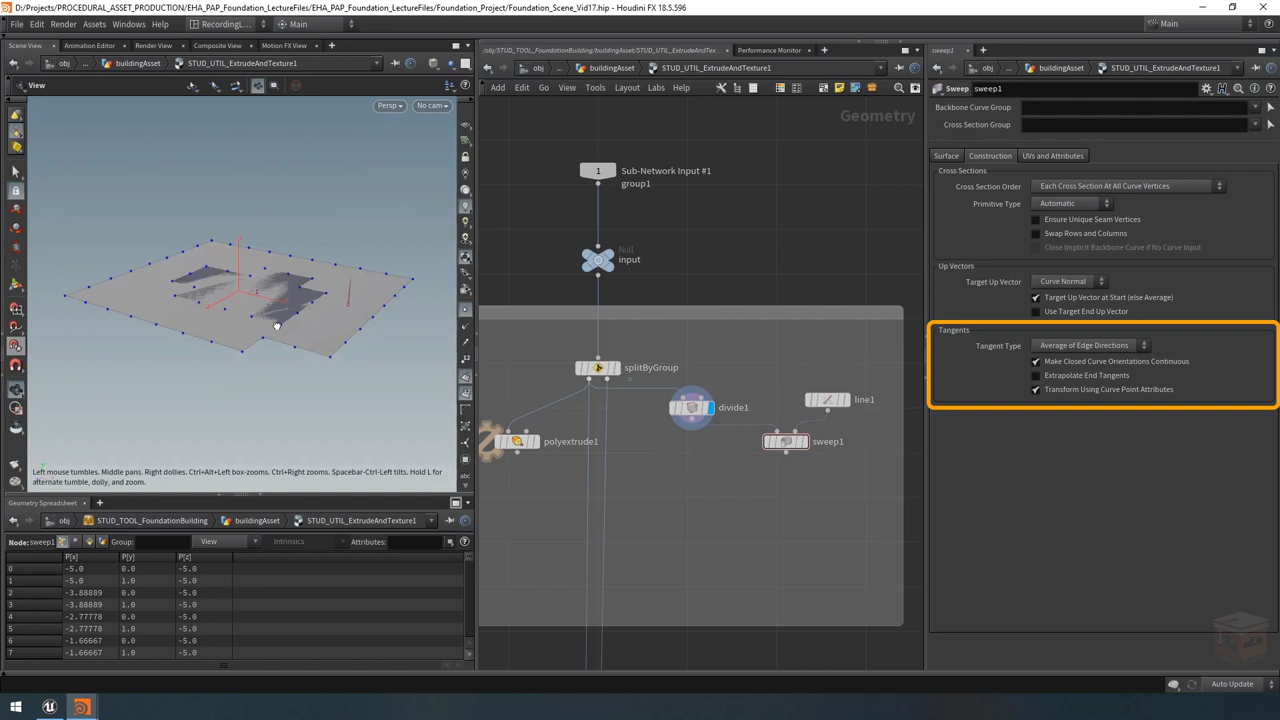 D:/Projects/PROCEDURAL_ASSET_PRODUCTION/EHA_PAP_Foundation_LectureFiles/EHA_PAP_Foundation_LectureFiles/Foundation_Project/Foundation_Scene_Vid17.hip - Houdini FX 18.5.596
File Edit Render Assets Windows Help RecordingL... Main Main
Scene View Animation Editor Render View Composite View Motion FX View
obj ... buildingAsset STUD_UTIL_ExtrudeAndTexture1
View
Persp No cam
Left mouse tumbles. Middle pans. Right dollies. Ctrl+Alt+Left box-zooms. Ctrl+Right zooms. Spacebar-Ctrl-Left tilts. Hold L for
alternate tumble, dolly, and zoom.
Geometry Spreadsheet
obj STUD_TOOL_FoundationBuilding buildingAsset STUD_UTIL_ExtrudeAndTexture1
Node: sweep1 Group: View Intrinsics Attributes:
P[x] P[y] P[z]
0 -5.0 0.0 -5.0
1 -5.0 1.0 -5.0
2 -3.88889 0.0 -5.0
3 -3.88889 1.0 -5.0
4 -2.77778 0.0 -5.0
5 -2.77778 1.0 -5.0
6 -1.66667 0.0 -5.0
7 -1.66667 1.0 -5.0
/obj/STUD_TOOL_FoundationBuilding/buildingAsset/STUD_UTIL_ExtrudeAndTex... Performance Monitor
obj ... buildingAsset STUD_UTIL_ExtrudeAndTexture1
Add Edit Go View Tools Layout Labs Help
Geometry
1 Sub-Network Input #1
group1
Null
input
splitByGroup
divide1
line1
polyextrude1
sweep1
sweep1
obj ... buildingAsset STUD_UTIL_ExtrudeAndTexture1
Sweep sweep1
Backbone Curve Group
Cross Section Group
Surface Construction UVs and Attributes
Cross Sections
Cross Section Order Each Cross Section At All Curve Vertices
Primitive Type Automatic
Ensure Unique Seam Vertices
Swap Rows and Columns
Close Implicit Backbone Curve if No Curve Input
Up Vectors
Target Up Vector Curve Normal
Target Up Vector at Start (else Average)
Use Target End Up Vector
Tangents
Tangent Type Average of Edge Directions
Make Closed Curve Orientations Continuous
Extrapolate End Tangents
Transform Using Curve Point Attributes
Auto Update